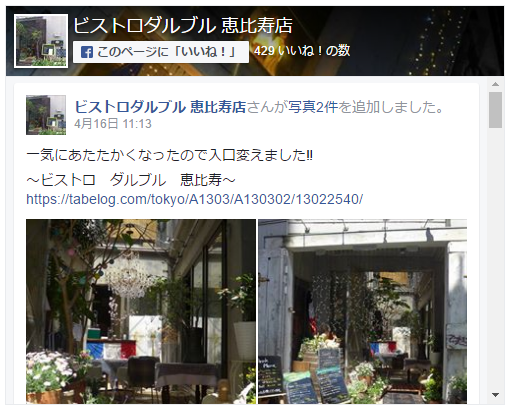 ビストロダルブル 恵比寿店
このページに「いいね！」 429 いいね！の数
ビストロダルブル 恵比寿店さんが写真2件を追加しました。
4月16日 11:13
一気にあたたかくなったので入口変えました!!
～ビストロ　ダルブル　恵比寿～
https://tabelog.com/tokyo/A1303/A130302/13022540/